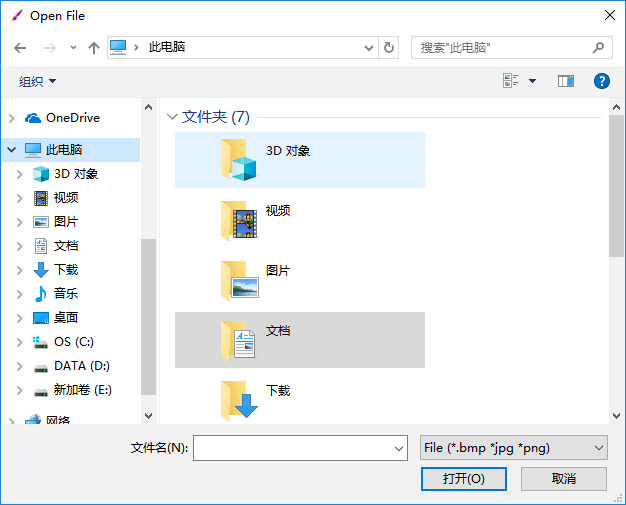 Open File
此电脑
搜索"此电脑"
组织
OneDrive
此电脑
3D 对象
视频
图片
文档
下载
音乐
桌面
OS (C:)
DATA (D:)
新加卷 (E:)
网络
文件夹 (7)
3D 对象
视频
图片
文档
下载
文件名(N):
File (*.bmp *jpg *png)
打开(O)
取消